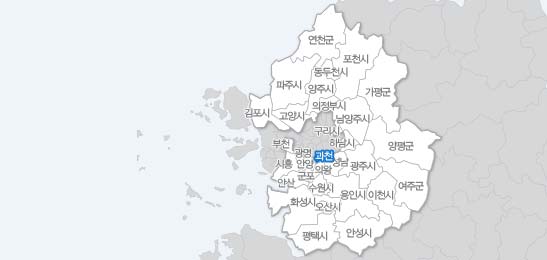 연천군
포천시
동두천시
파주시
양주시
가평군
의정부시
김포시
고양시
남양주시
구리시
하남시
부천
광명
과천
양평군
시흥
안양
의왕
성남
광주시
안산
군포
수원시
용인시
이천시
여주군
화성시
오산시
평택시
안성시